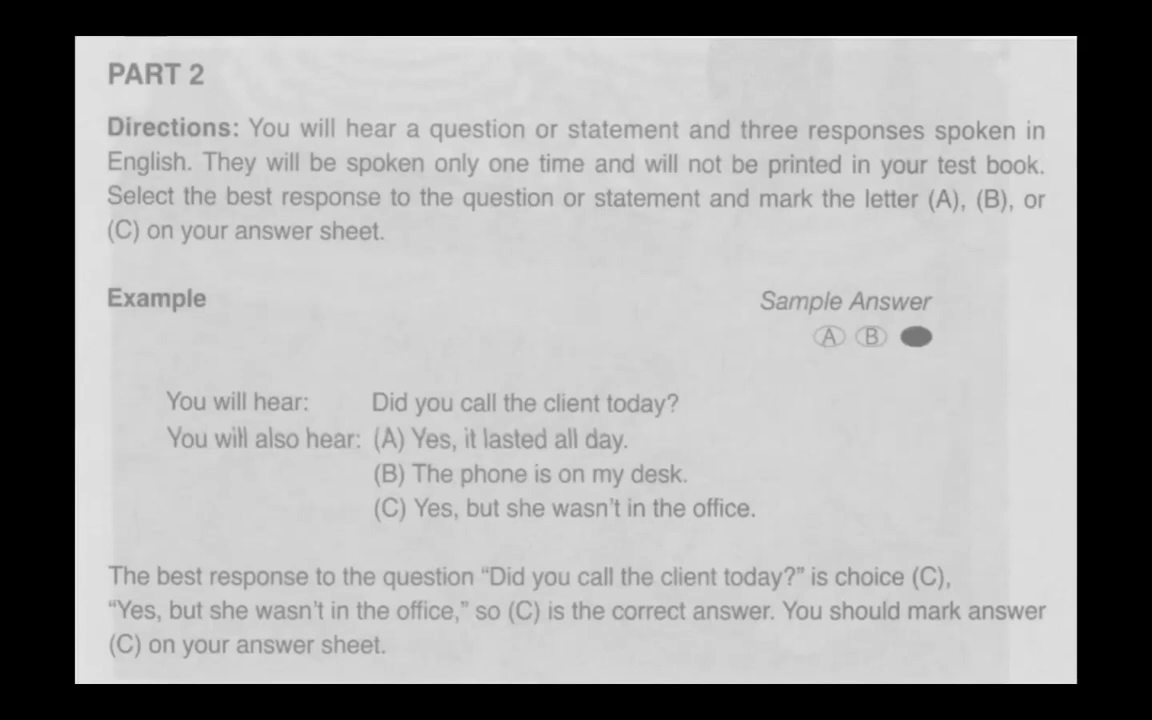 PART 2
Directions: You will hear a question or statement and three responses spoken in
English. They will be spoken only one time and will not be printed in your test book.
Select the best response to the question or statement and mark the letter (A), (B), or
(C) on your answer sheet.
Example
Sample Answer
(A) (B)
You will hear: Did you call the client today?
You will also hear: (A) Yes, it lasted all day.
(B) The phone is on my desk.
(C) Yes, but she wasn't in the office.
The best response to the question “Did you call the client today?” is choice (C),
“Yes, but she wasn't in the office,” so (C) is the correct answer. You should mark answer
(C) on your answer sheet.